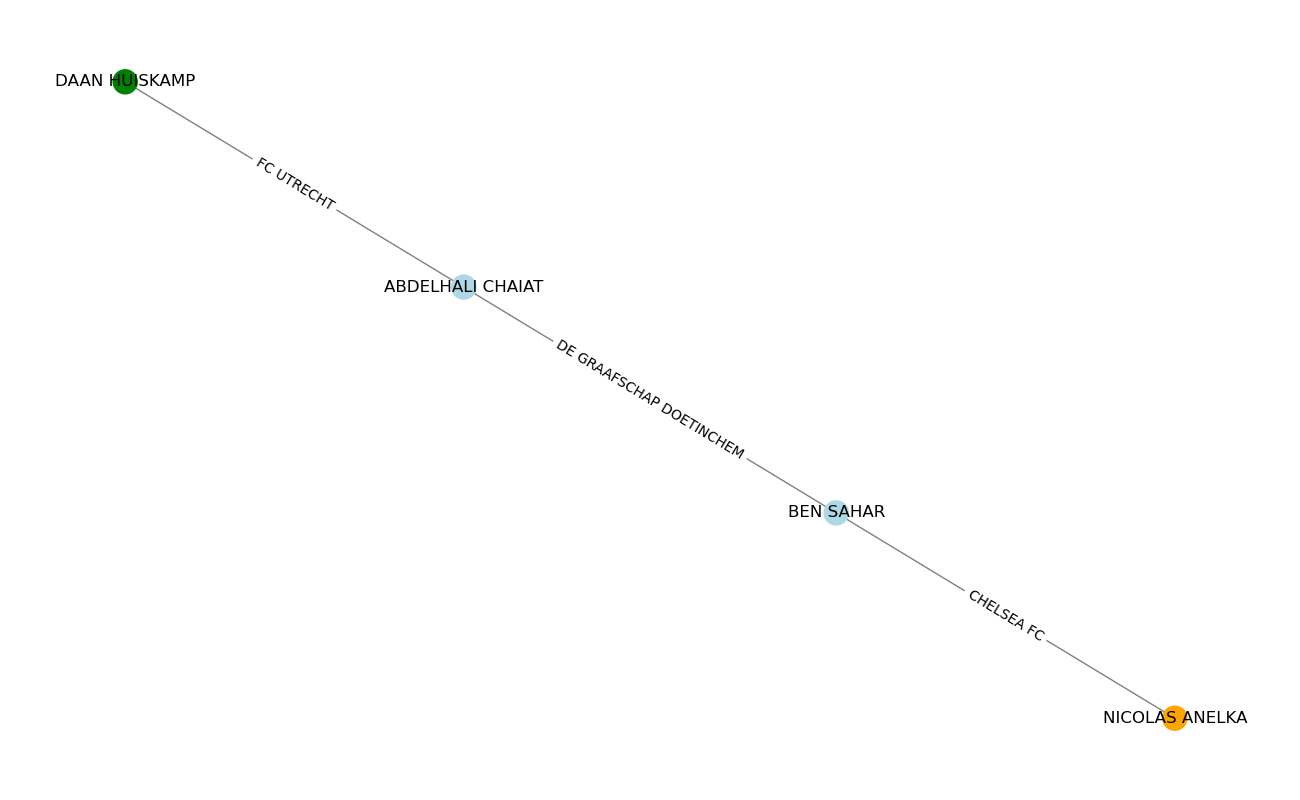 DAAN HUISKAMP
FC UTRECHT
ABDELHALI CHAIAT
DE GRAAFSCHAP DOETINCHEM
BEN SAHAR
CHELSEA FC
NICOLAS ANELKA